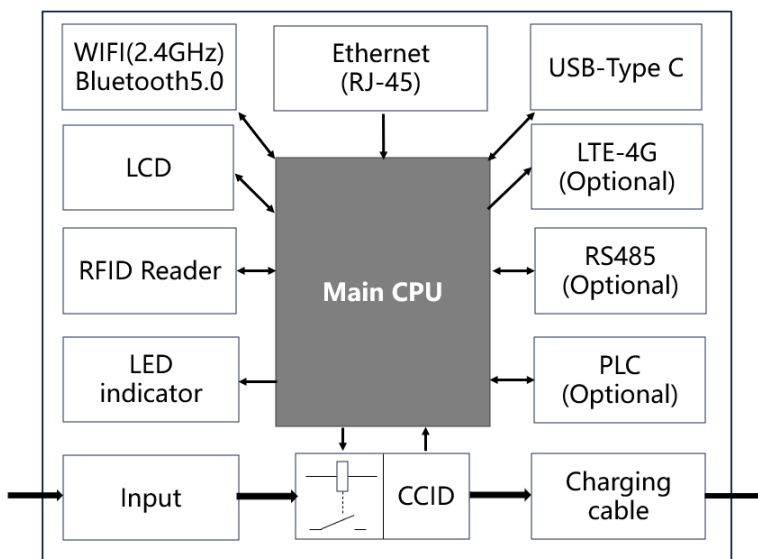 WIFI(2.4GHz)
Bluetooth5.0
Ethernet
(RJ-45)
USB-Type C
LCD
LTE-4G
(Optional)
RFID Reader
Main CPU
RS485
(Optional)
LED
indicator
PLC
(Optional)
Input
CCID
Charging
cable